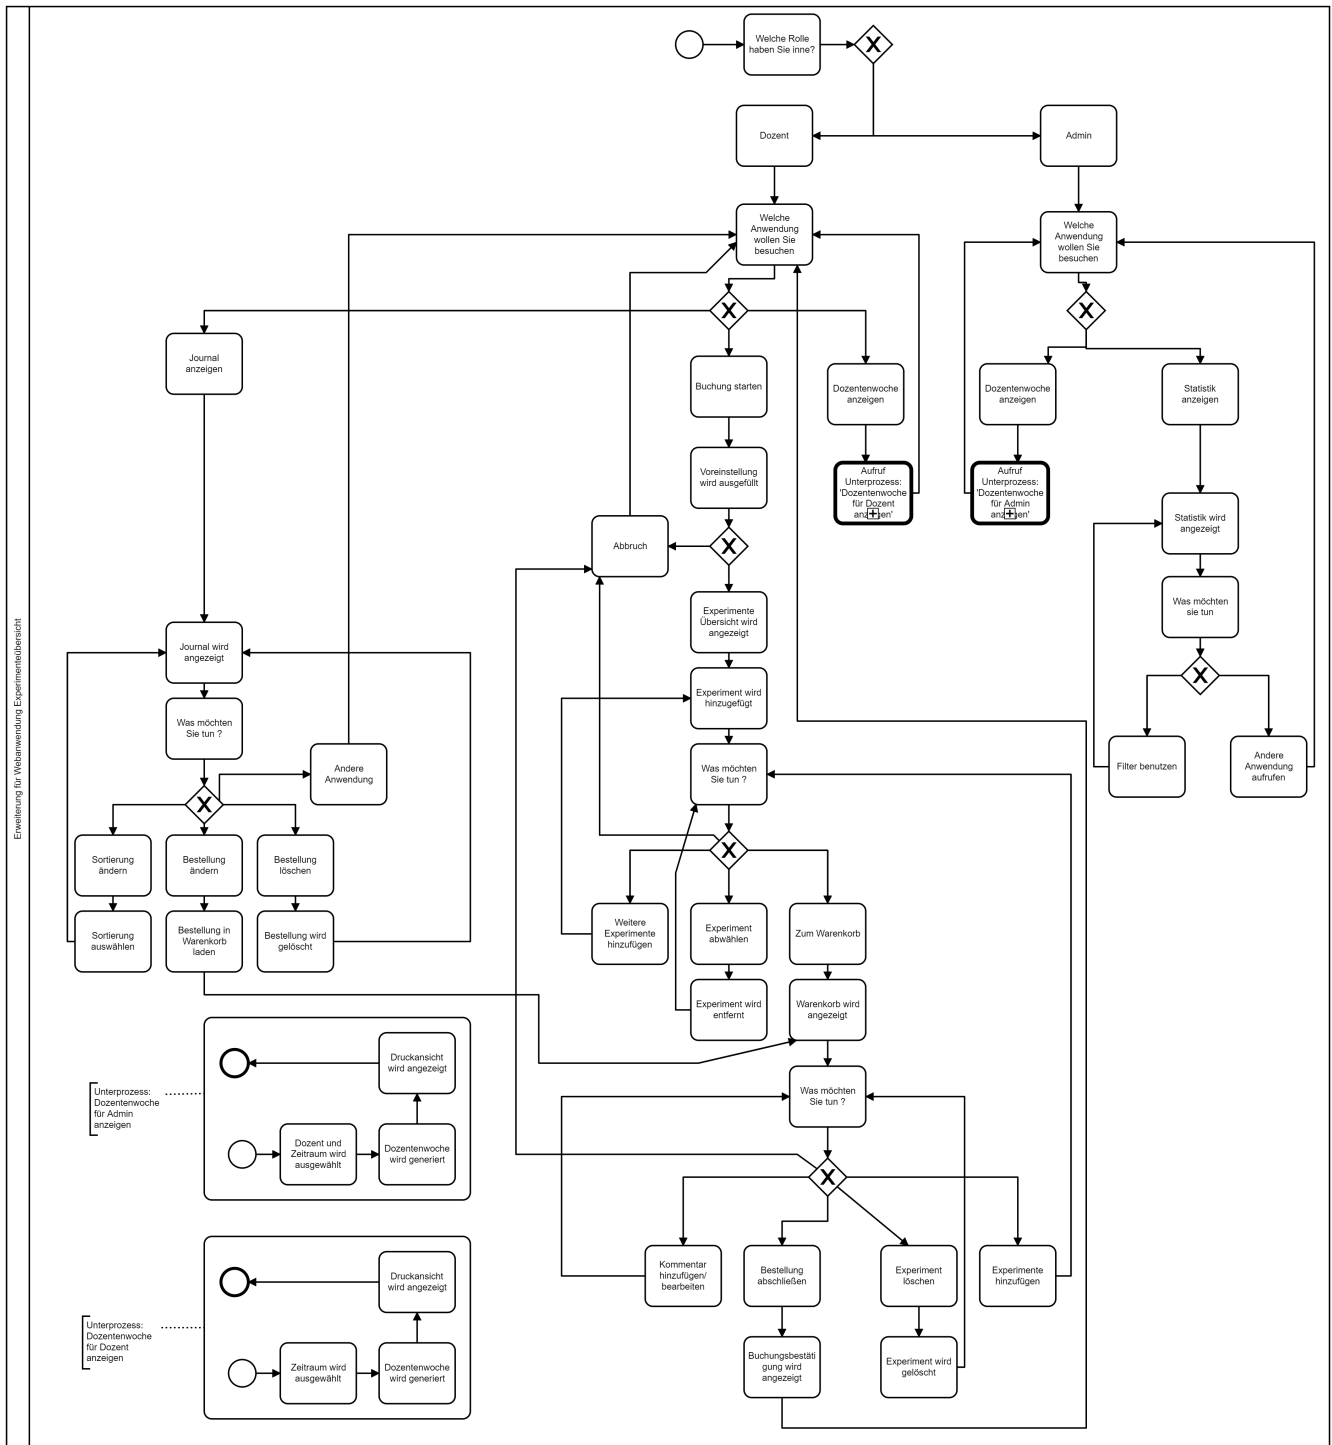 Erweiterung für Webanwendung Experimenteübersicht
Welche Rolle
haben Sie inne?
X
Dozent
Admin
Welche
Anwendung
wollen Sie
besuchen
Welche
Anwendung
wollen Sie
besuchen
X
X
Journal
anzeigen
Buchung starten
Dozentenwoche
anzeigen
Dozentenwoche
anzeigen
Statistik
anzeigen
Voreinstellung
wird ausgefüllt
Aufruf
Unterprozess:
'Dozentenwoche
für Dozent
anzeigen'
Aufruf
Unterprozess:
'Dozentenwoche
für Admin
anzeigen'
Statistik wird
angezeigt
Abbruch
X
Was möchten
sie tun
Experimente
Übersicht wird
angezeigt
Journal wird
angezeigt
X
Experiment wird
hinzugefügt
Was möchten
Sie tun ?
Andere
Anwendung
Was möchten
Sie tun ?
Filter benutzen
Andere
Anwendung
aufrufen
X
Sortierung
ändern
Bestellung
ändern
Bestellung
löschen
X
Sortierung
auswählen
Bestellung in
Warenkorb
laden
Bestellung wird
gelöscht
Weitere
Experimente
hinzufügen
Experiment
abwählen
Zum Warenkorb
Experiment wird
entfernt
Warenkorb wird
angezeigt
Druckansicht
wird angezeigt
Unterprozess:
Dozentenwoche
für Admin
anzeigen
Was möchten
Sie tun ?
Dozent und
Zeitraum wird
ausgewählt
Dozentenwoche
wird generiert
X
Kommentar
hinzufügen/
bearbeiten
Bestellung
abschließen
Experiment
löschen
Experimente
hinzufügen
Druckansicht
wird angezeigt
Unterprozess:
Dozentenwoche
für Dozent
anzeigen
Zeitraum wird
ausgewählt
Dozentenwoche
wird generiert
Buchungsbestäti
gung wird
angezeigt
Experiment wird
gelöscht